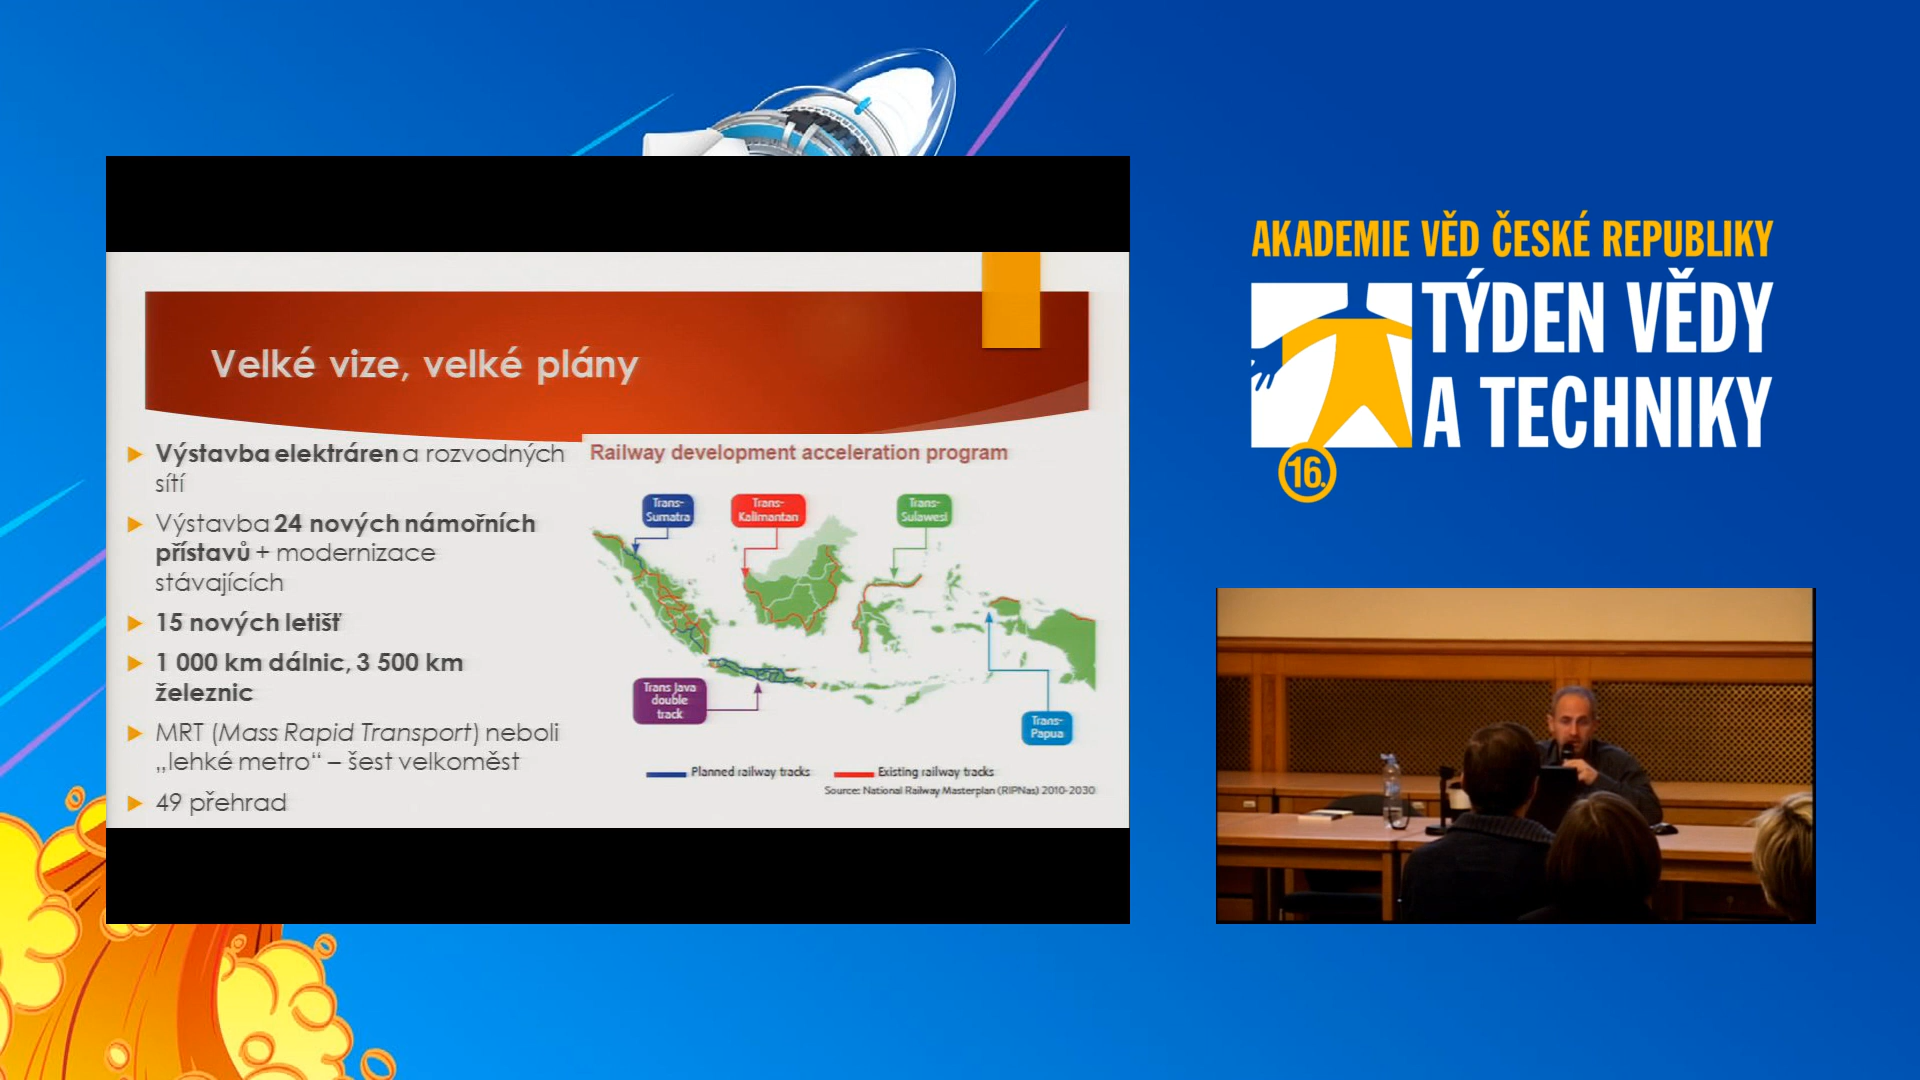 AKADEMIE VĚD ČESKÉ REPUBLIKY
TÝDEN VĚDY
A TECHNIKY
16.
Velké vize, velké plány
Výstavba elektráren a rozvodných
sítí
Výstavba 24 nových námořních
přístavů + modernizace
stávajících
15 nových letišť
1 000 km dálnic, 3 500 km
železnic
MRT (Mass Rapid Transport) neboli
„lehké metro“ – šest velkoměst
49 přehrad
Railway development acceleration program
Trans-
Sumatra
Trans-
Kalimantan
Trans-
Sulawesi
Trans Java
double
track
Trans-
Papua
Planned railway tracks
Existing railway tracks
Source: National Railway Masterplan (RIPNas) 2010-2030